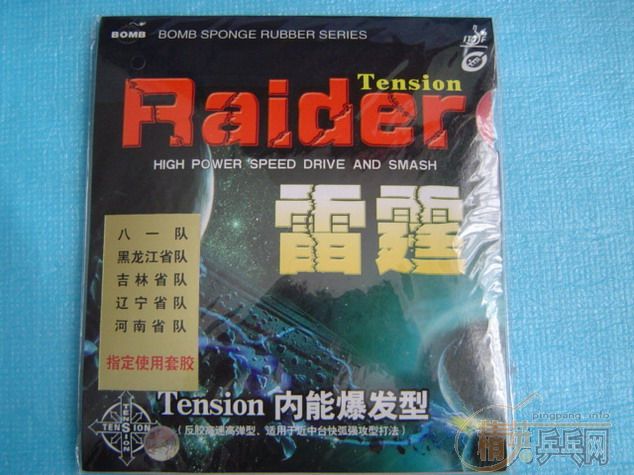 BOMB BOMB SPONGE RUBBER SERIES
ITTF
Tension
Raider
HIGH POWER SPEED DRIVE AND SMASH
雷霆
八一队
黑龙江省队
吉林省队
辽宁省队
河南省队
指定使用套胶
TENSION
TENSION
Tension 内能爆发型
(反胶高速高弹型、适用于近中台快弧强攻型打法)
pingpang.info
精英乒乓网